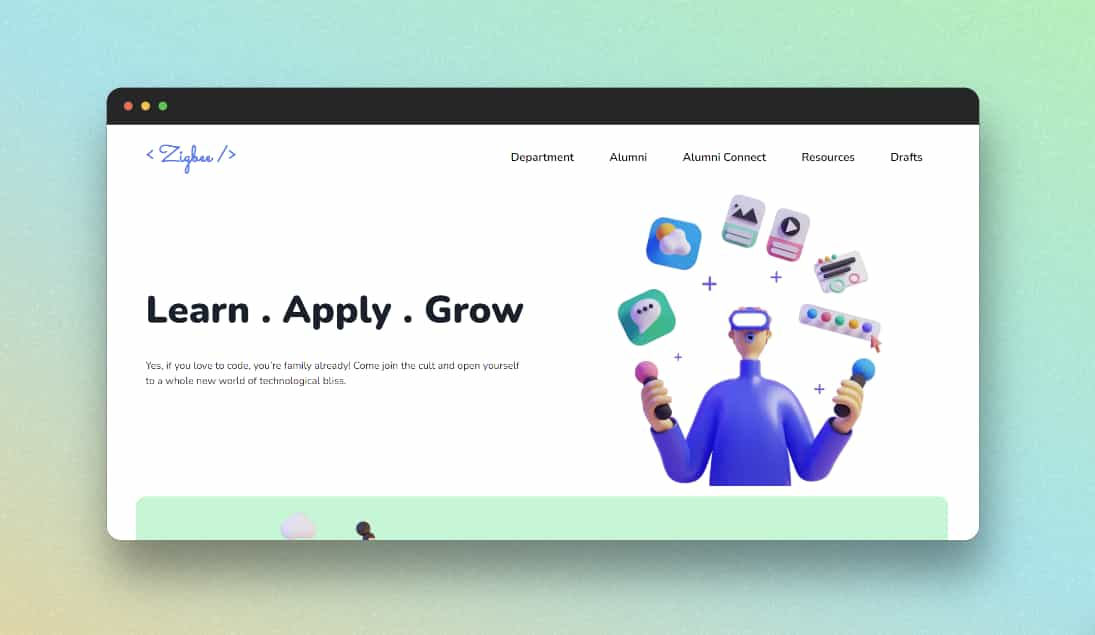 < Zigbee />
Department Alumni Alumni Connect Resources Drafts
Learn . Apply . Grow
Yes, if you love to code, you're family already! Come join the cult and open yourself
to a whole new world of technological bliss.